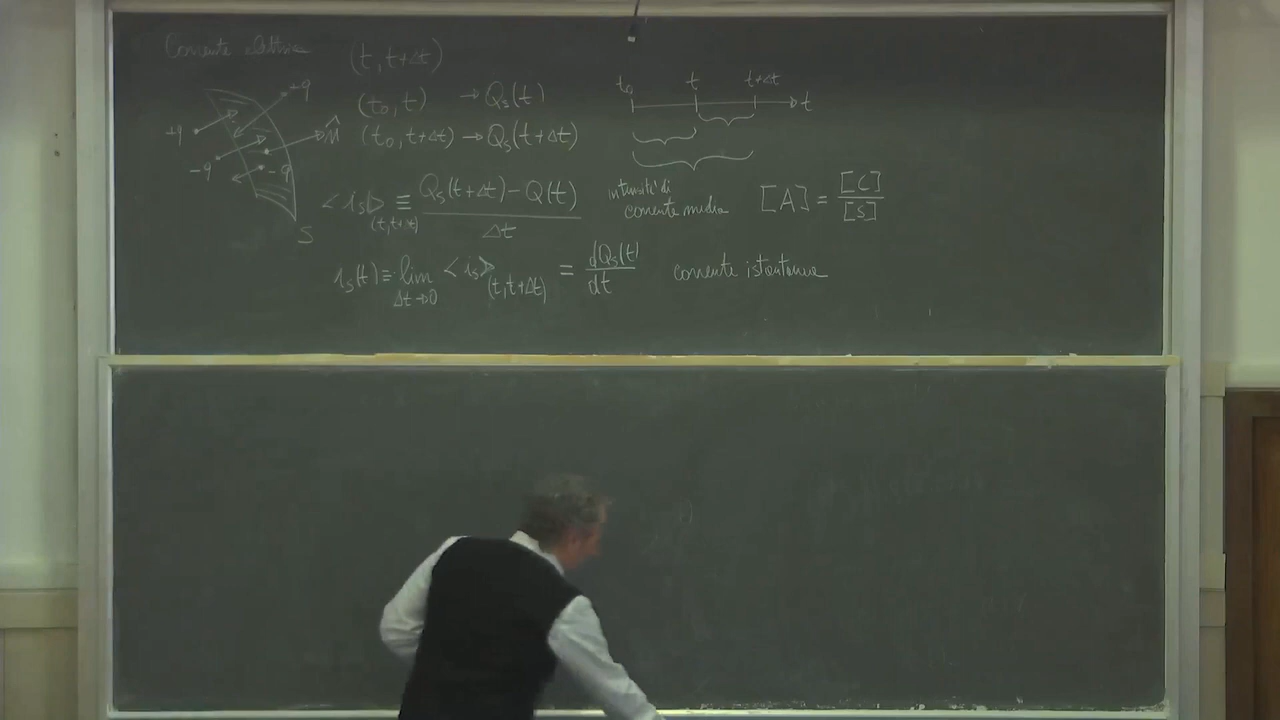 Corrente elettrica
(t, t+Δt)
(t₀, t) → Qₛ(t)
(t₀, t+Δt) → Qₛ(t+Δt)
+q
+q
n̂
-q
-q
S
t₀ t t+Δt
t
<iₛ>(t, t+Δt) ≡ Qₛ(t+Δt) - Q(t) / Δt
intensità di
corrente media
[A] = [C] / [s]
iₛ(t) ≡ lim Δt→0 <iₛ>(t, t+Δt) = dQₛ(t) / dt
corrente istantanea